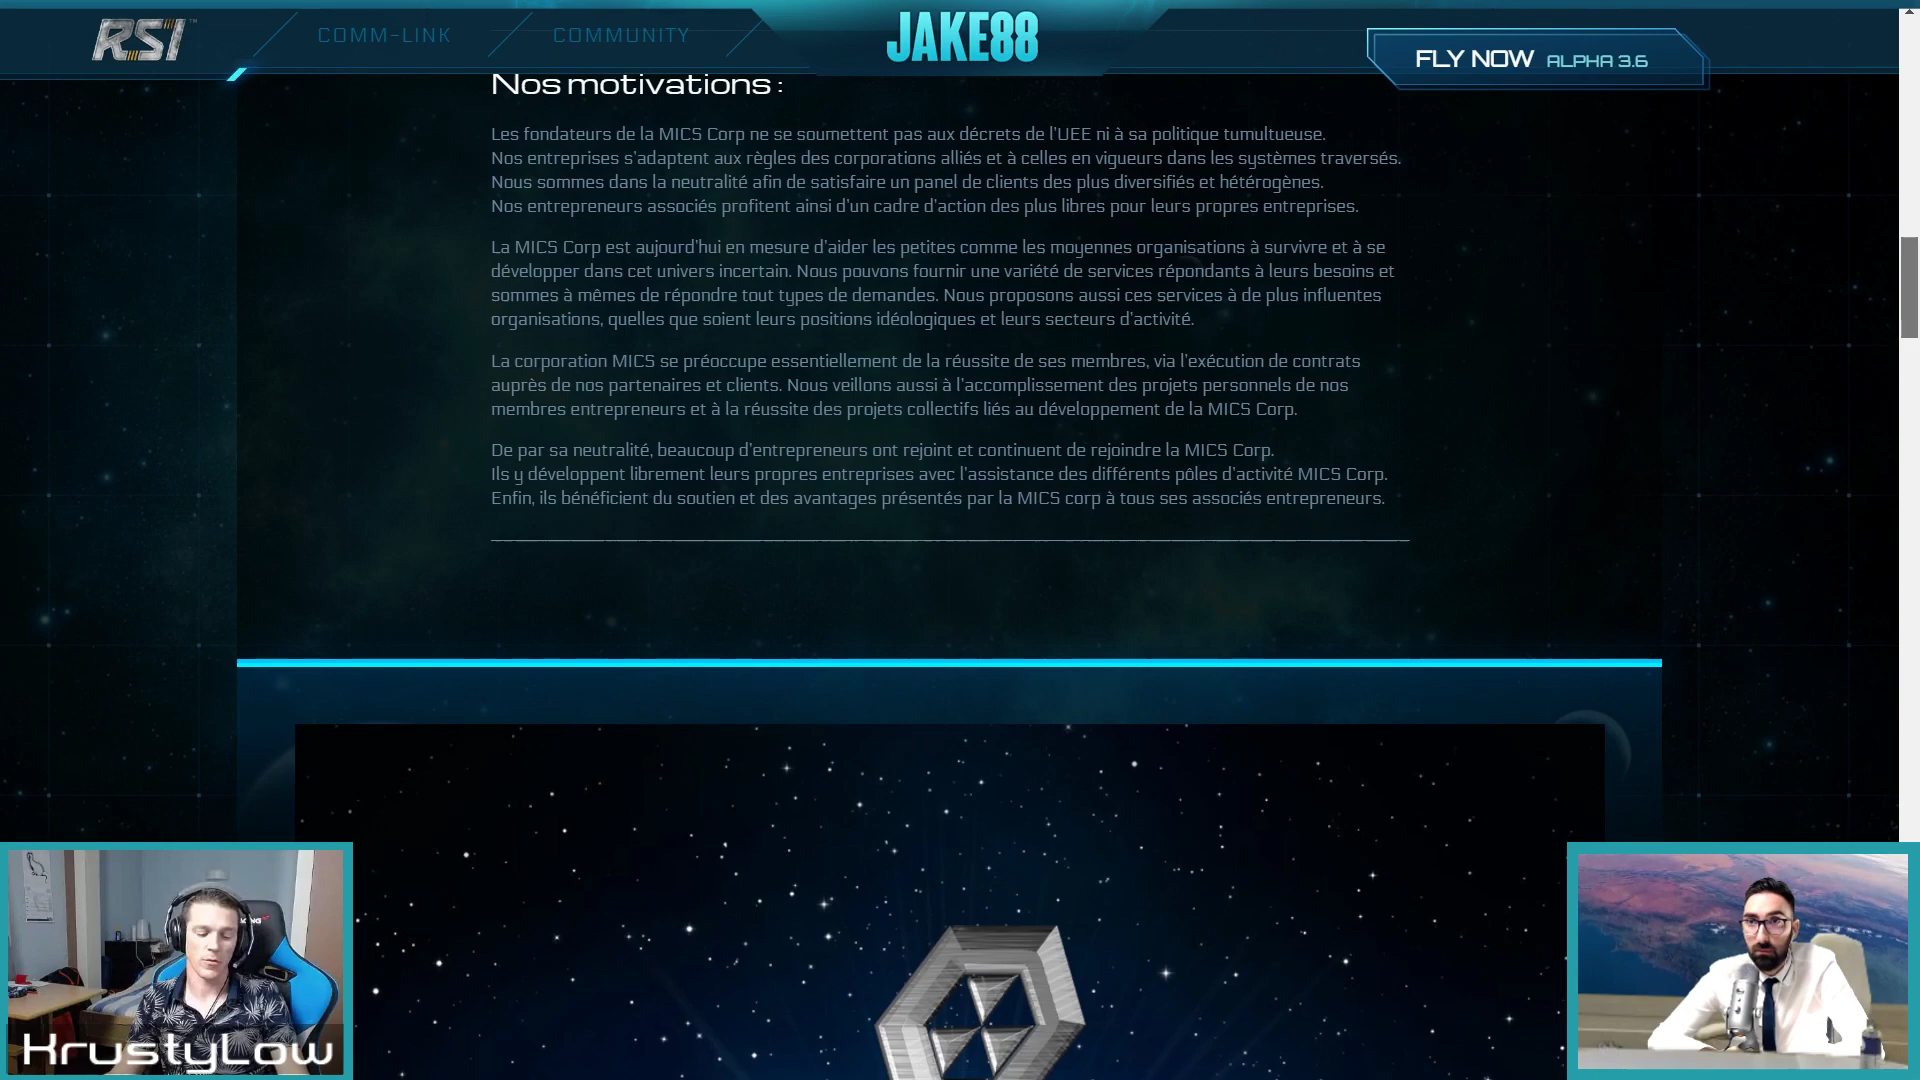 RSI
COMM-LINK
COMMUNITY
JAKE88
FLY NOW ALPHA 3.6
Nos motivations :
Les fondateurs de la MICS Corp ne se soumettent pas aux décrets de l'UEE ni à sa politique tumultueuse.
Nos entreprises s'adaptent aux règles des corporations alliés et à celles en vigueurs dans les systèmes traversés.
Nous sommes dans la neutralité afin de satisfaire un panel de clients des plus diversifiés et hétérogènes.
Nos entrepreneurs associés profitent ainsi d'un cadre d'action des plus libres pour leurs propres entreprises.
La MICS Corp est aujourd'hui en mesure d'aider les petites comme les moyennes organisations à survivre et à se
développer dans cet univers incertain. Nous pouvons fournir une variété de services répondants à leurs besoins et
sommes à mêmes de répondre tout types de demandes. Nous proposons aussi ces services à de plus influentes
organisations, quelles que soient leurs positions idéologiques et leurs secteurs d'activité.
La corporation MICS se préoccupe essentiellement de la réussite de ses membres, via l'exécution de contrats
auprès de nos partenaires et clients. Nous veillons aussi à l'accomplissement des projets personnels de nos
membres entrepreneurs et à la réussite des projets collectifs liés au développement de la MICS Corp.
De par sa neutralité, beaucoup d'entrepreneurs ont rejoint et continuent de rejoindre la MICS Corp.
Ils y développent librement leurs propres entreprises avec l'assistance des différents pôles d'activité MICS Corp.
Enfin, ils bénéficient du soutien et des avantages présentés par la MICS corp à tous ses associés entrepreneurs.
KrustyLow